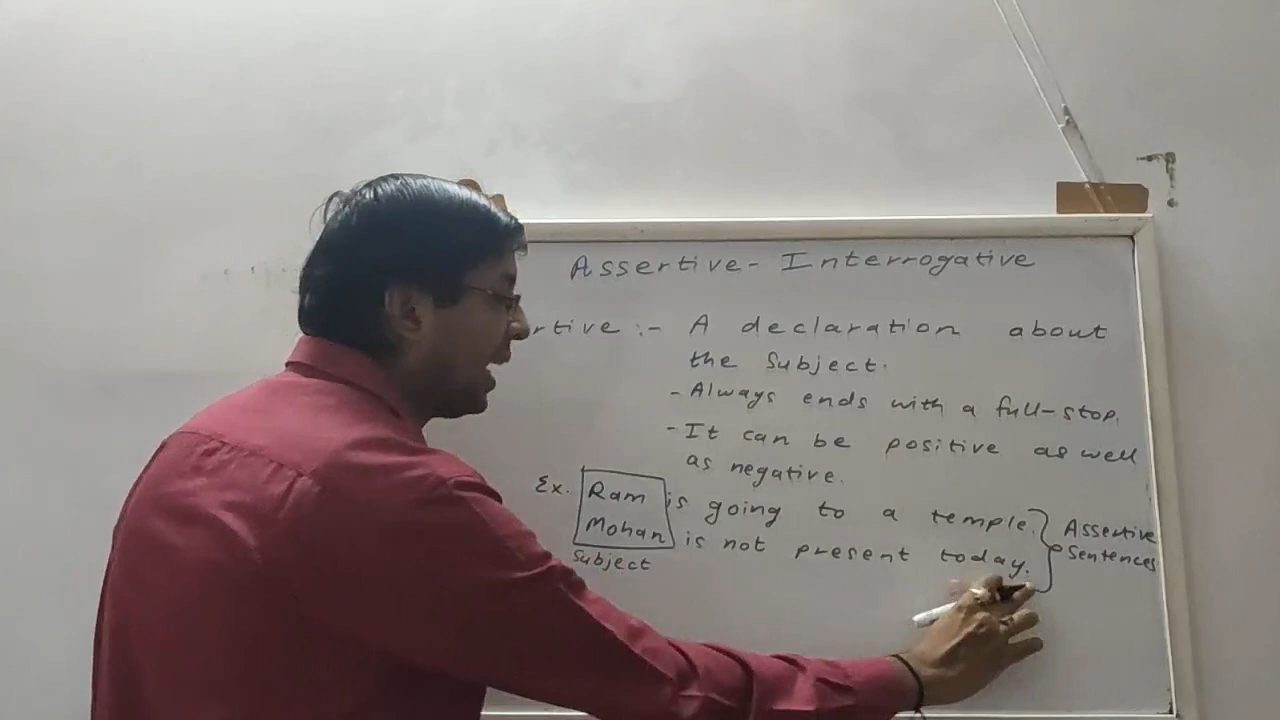 Assertive - Interrogative
rtive :- A declaration about
the Subject.
- Always ends with a full-stop.
- It can be positive as well
as negative.
Ex. Ram is going to a temple.
Mohan is not present today.
Subject
Assertive
Sentences